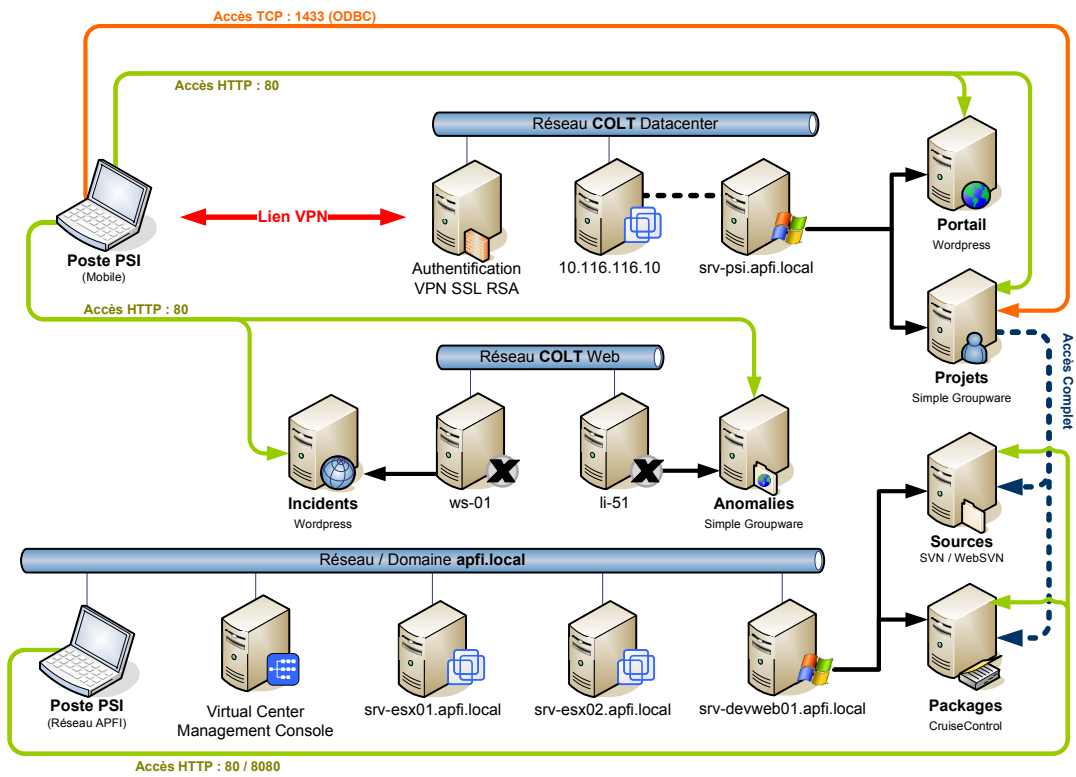 Accès TCP : 1433 (ODBC)
Accès HTTP : 80
Réseau COLT Datacenter
Lien VPN
Poste PSI
(Mobile)
Authentification
VPN SSL RSA
10.116.116.10
srv-psi.apfi.local
Portail
Wordpress
Accès HTTP : 80
Réseau COLT Web
Projets
Simple Groupware
Accès Complet
Incidents
Wordpress
ws-01
li-51
Anomalies
Simple Groupware
Sources
SVN / WebSVN
Réseau / Domaine apfi.local
Poste PSI
(Réseau APFI)
Virtual Center
Management Console
srv-esx01.apfi.local
srv-esx02.apfi.local
srv-devweb01.apfi.local
Packages
CruiseControl
Accès HTTP : 80 / 8080